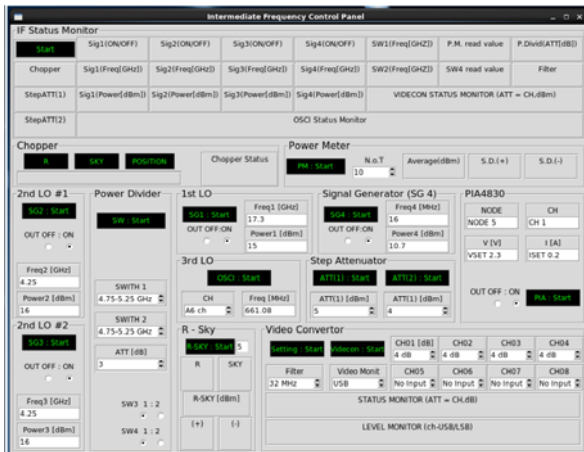 Intermediate Frequency Control Panel
IF Status Monitor
Start Sig1(ON/OFF) Sig2(ON/OFF) Sig3(ON/OFF) Sig4(ON/OFF) SW1(Freq[GHZ]) P.M. read value P.Divid(ATT[dB])
Chopper Sig1(Freq[GHz]) Sig2(Freq[GHz]) Sig3(Freq[GHz]) Sig4(Freq[GHz]) SW2(Freq[GHZ]) SW4 read value Filter
StepATT(1) Sig1(Power[dBm]) Sig2(Power[dBm]) Sig3(Power[dBm]) Sig4(Power[dBm]) VIDECON STATUS MONITOR (ATT = CH,dBm)
StepATT(2) OSCI Status Monitor
Chopper
R SKY POSITION Chopper Status
Power Meter
PM : Start N.o.T Average(dBm) S.D.(+) S.D.(-)
10
2nd LO #1
SG2 : Start
OUT OFF : ON
Freq2 [GHz]
4.25
Power2 [dBm]
16
2nd LO #2
SG3 : Start
OUT OFF : ON
Freq3 [GHz]
4.25
Power3 [dBm]
16
Power Divider
SW : Start
SWITH 1
4.75-5.25 GHz
SWITH 2
4.75-5.25 GHz
ATT [dB]
3
SW3 1 : 2
SW4 1 : 2
1st LO
SG1 : Start Freq1 [GHz]
17.3
OUT OFF:ON Power1 [dBm]
15
Signal Generator (SG 4)
SG4 : Start Freq4 [MHz]
16
OUT OFF:ON Power4 [dBm]
10.7
PIA4830
NODE CH
NODE 5 CH 1
V [V] I [A]
VSET 2.3 ISET 0.2
OUT OFF : ON PIA : Start
3rd LO
OSCI : Start
CH Freq [MHz]
A6 ch 661.08
Step Attenuator
ATT(1) : Start ATT(2) : Start
ATT(1) [dBm] ATT(1) [dBm]
5 4
R - Sky
R-SKY : Start 5
R SKY
R-SKY [dBm]
(+) (-)
Video Convertor
Setting : Start Videcon : Start CH01 [dB] CH02 CH03 CH04
4 dB 4 dB 4 dB 4 dB
Filter Video Monit CH05 CH06 CH07 CH08
32 MHz USB No Input No Input No Input No Input
STATUS MONITOR (ATT = CH,dB)
LEVEL MONITOR (ch-USB/LSB)